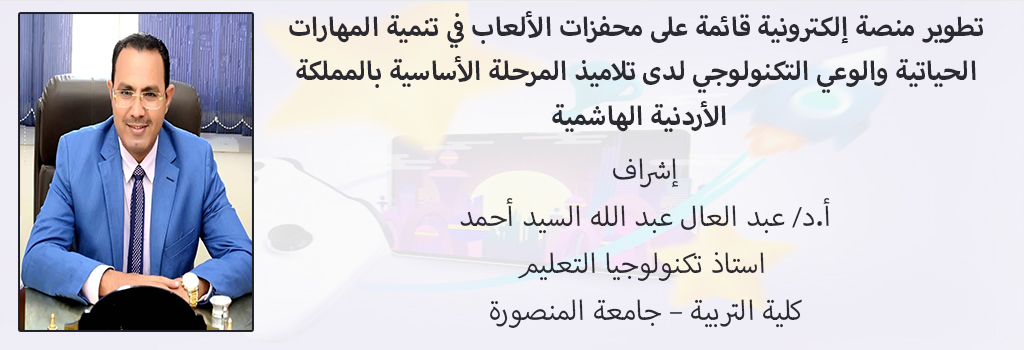 تطوير منصة إلكترونية قائمة على محفزات الألعاب في تنمية المهارات
الحياتية والوعي التكنولوجي لدى تلاميذ المرحلة الأساسية بالمملكة
الأردنية الهاشمية
إشراف
أ.د/ عبد العال عبد الله السيد أحمد
استاذ تكنولوجيا التعليم
كلية التربية – جامعة المنصورة